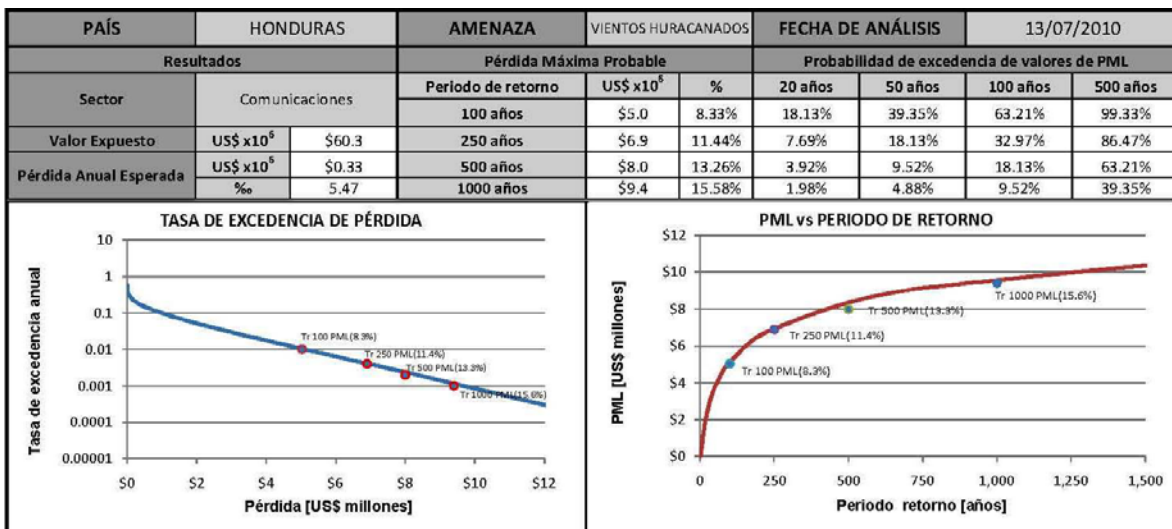 PAÍS HONDURAS AMENAZA VIENTOS HURACANADOS FECHA DE ANÁLISIS 13/07/2010
Resultados Pérdida Máxima Probable Probabilidad de excedencia de valores de PML
Sector Comunicaciones Periodo de retorno US$ x10⁶ % 20 años 50 años 100 años 500 años
100 años $5.0 8.33% 18.13% 39.35% 63.21% 99.33%
Valor Expuesto US$ x10⁶ $60.3 250 años $6.9 11.44% 7.69% 18.13% 32.97% 86.47%
Pérdida Anual Esperada US$ x10⁶ $0.33 500 años $8.0 13.26% 3.92% 9.52% 18.13% 63.21%
‰ 5.47 1000 años $9.4 15.58% 1.98% 4.88% 9.52% 39.35%
TASA DE EXCEDENCIA DE PÉRDIDA
Tasa de excedencia anual
10
1
0.1
0.01
0.001
0.0001
0.00001
Tr 100 PML(8.3%)
Tr 250 PML(11.4%)
Tr 500 PML(13.3%)
Tr 1000 PML(15.6%)
$0 $2 $4 $6 $8 $10 $12
Pérdida [US$ millones]
PML vs PERIODO DE RETORNO
PML [US$ millones]
$12
$10
$8
$6
$4
$2
$0
Tr 1000 PML(15.6%)
Tr 500 PML(13.3%)
Tr 250 PML(11.4%)
Tr 100 PML(8.3%)
0 250 500 750 1,000 1,250 1,500
Periodo retorno [años]